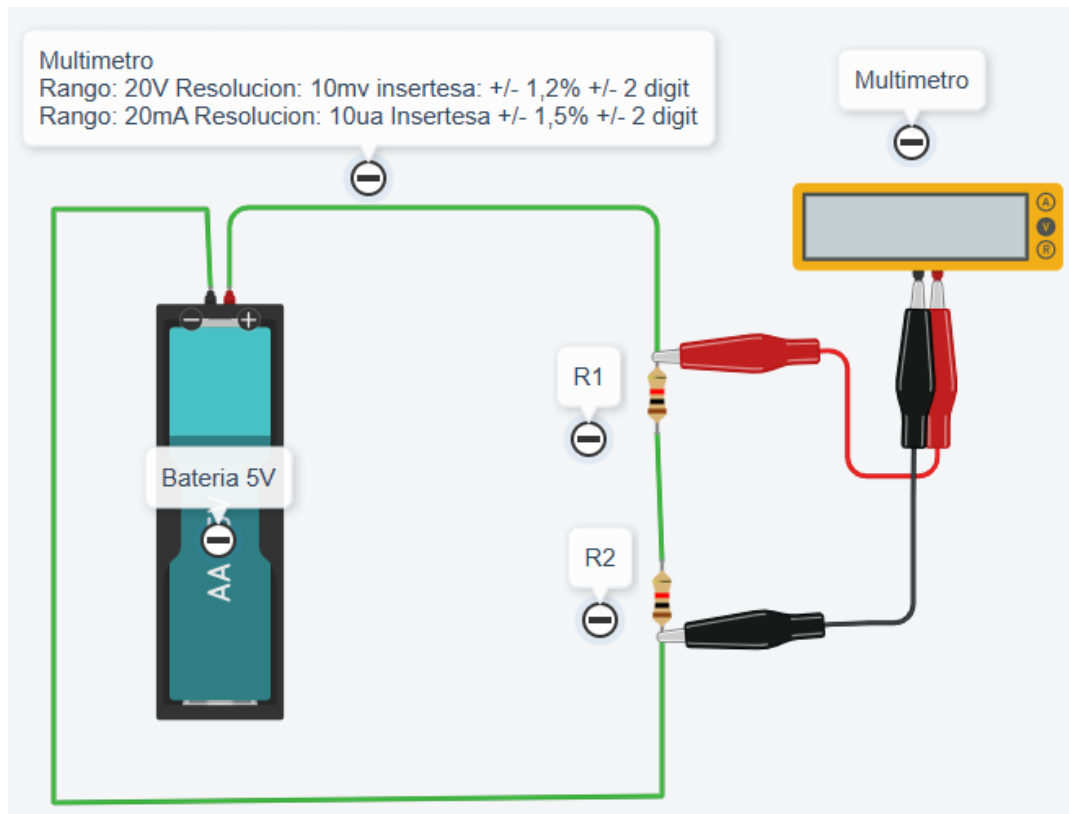 Multimetro
Rango: 20V Resolucion: 10mv insertesa: +/- 1,2% +/- 2 digit
Rango: 20mA Resolucion: 10ua Insertesa +/- 1,5% +/- 2 digit
Multimetro
A
V
R
R1
Bateria 5V
R2
AA